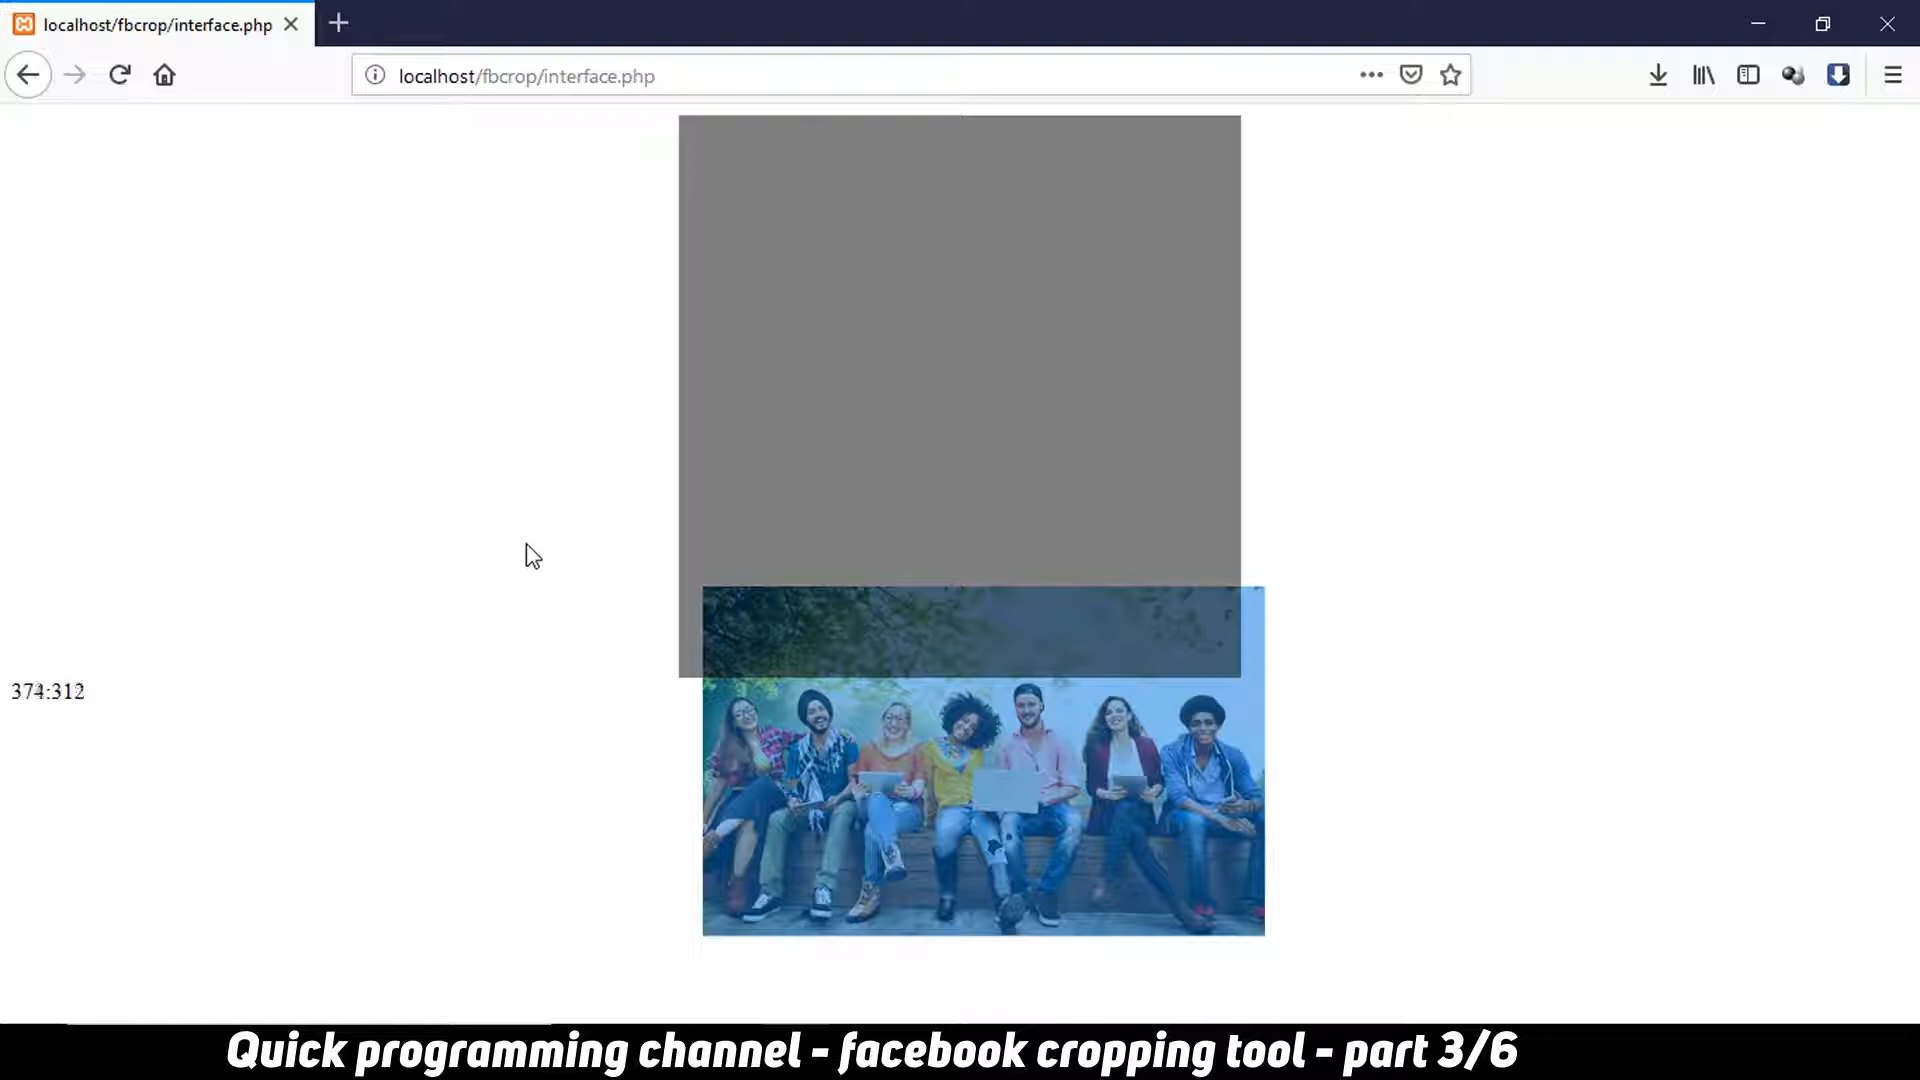 localhost/fbcrop/interface.php
localhost/fbcrop/interface.php
374:312
Quick programming channel - facebook cropping tool - part 3/6